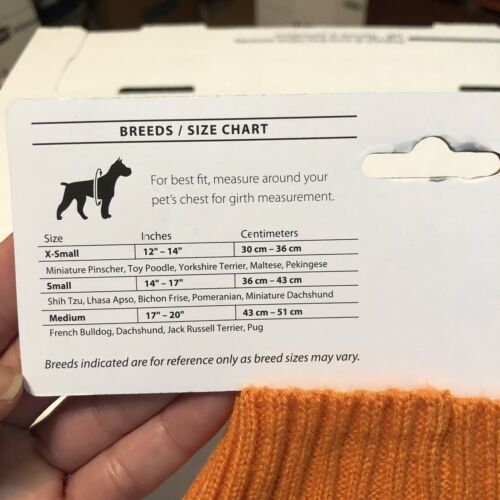 BREEDS / SIZE CHART
For best fit, measure around your
pet's chest for girth measurement.
Size Inches Centimeters
X-Small 12" – 14" 30 cm – 36 cm
Miniature Pinscher, Toy Poodle, Yorkshire Terrier, Maltese, Pekingese
Small 14" – 17" 36 cm – 43 cm
Shih Tzu, Lhasa Apso, Bichon Frise, Pomeranian, Miniature Dachshund
Medium 17" – 20" 43 cm – 51 cm
French Bulldog, Dachshund, Jack Russell Terrier, Pug
Breeds indicated are for reference only as breed sizes may vary.